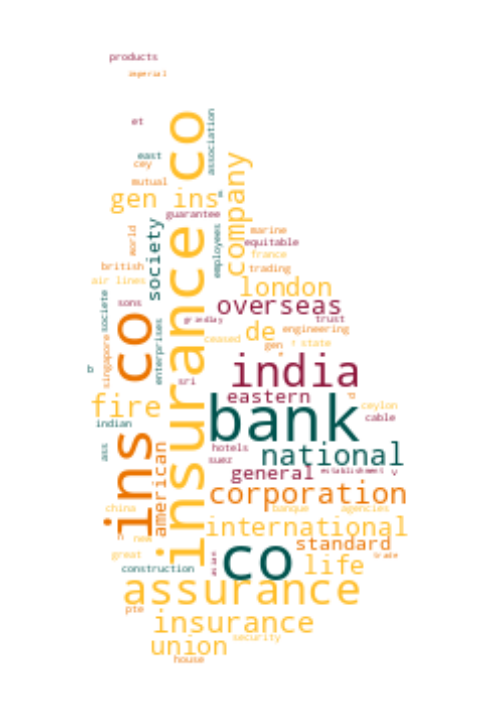 products
imperial
et
association
insurance co
east
cey
mutual
company
gen ins
guarantee
society
world
employees
marine
equitable
france
british
trading
air lines
london
societe
sons
overseas
ins co
enterprises
singapore
ceased
grindlay
de
trust
engineering
gen
state
b
sri
india
eastern
fire
bank
ceylon
cable
indian
ass
american
hotels
national
suez
general
establishment
v
corporation
china
banque
agencies
international
new
standard
great
co
life
trade
asian
construction
assurance
pte
insurance
security
union
house